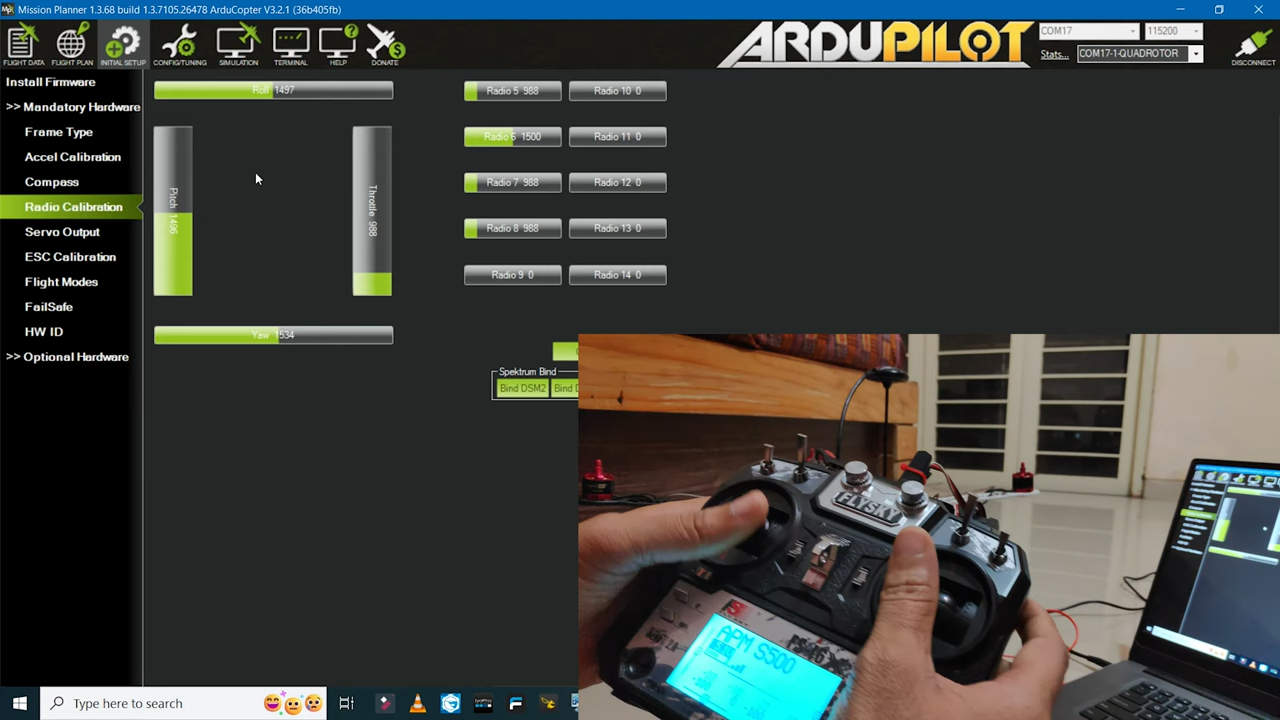 Mission Planner 1.3.68 build 1.3.7105.26478 ArduCopter V3.2.1 (36b405fb)
FLIGHT DATA
FLIGHT PLAN
INITIAL SETUP
CONFIG/TUNING
SIMULATION
TERMINAL
HELP
DONATE
ARDUPILOT
COM17
115200
Stats...
COM17-1-QUADROTOR
DISCONNECT
Install Firmware
>> Mandatory Hardware
Frame Type
Accel Calibration
Compass
Radio Calibration
Servo Output
ESC Calibration
Flight Modes
FailSafe
HW ID
>> Optional Hardware
Roll 1497
Pitch 1496
Throttle 988
Yaw 1534
Radio 5 988
Radio 10 0
Radio 6 1500
Radio 11 0
Radio 7 988
Radio 12 0
Radio 8 988
Radio 13 0
Radio 9 0
Radio 14 0
Spektrum Bind
Bind DSM2
Bind
FLYSKY
APM S500
Type here to search